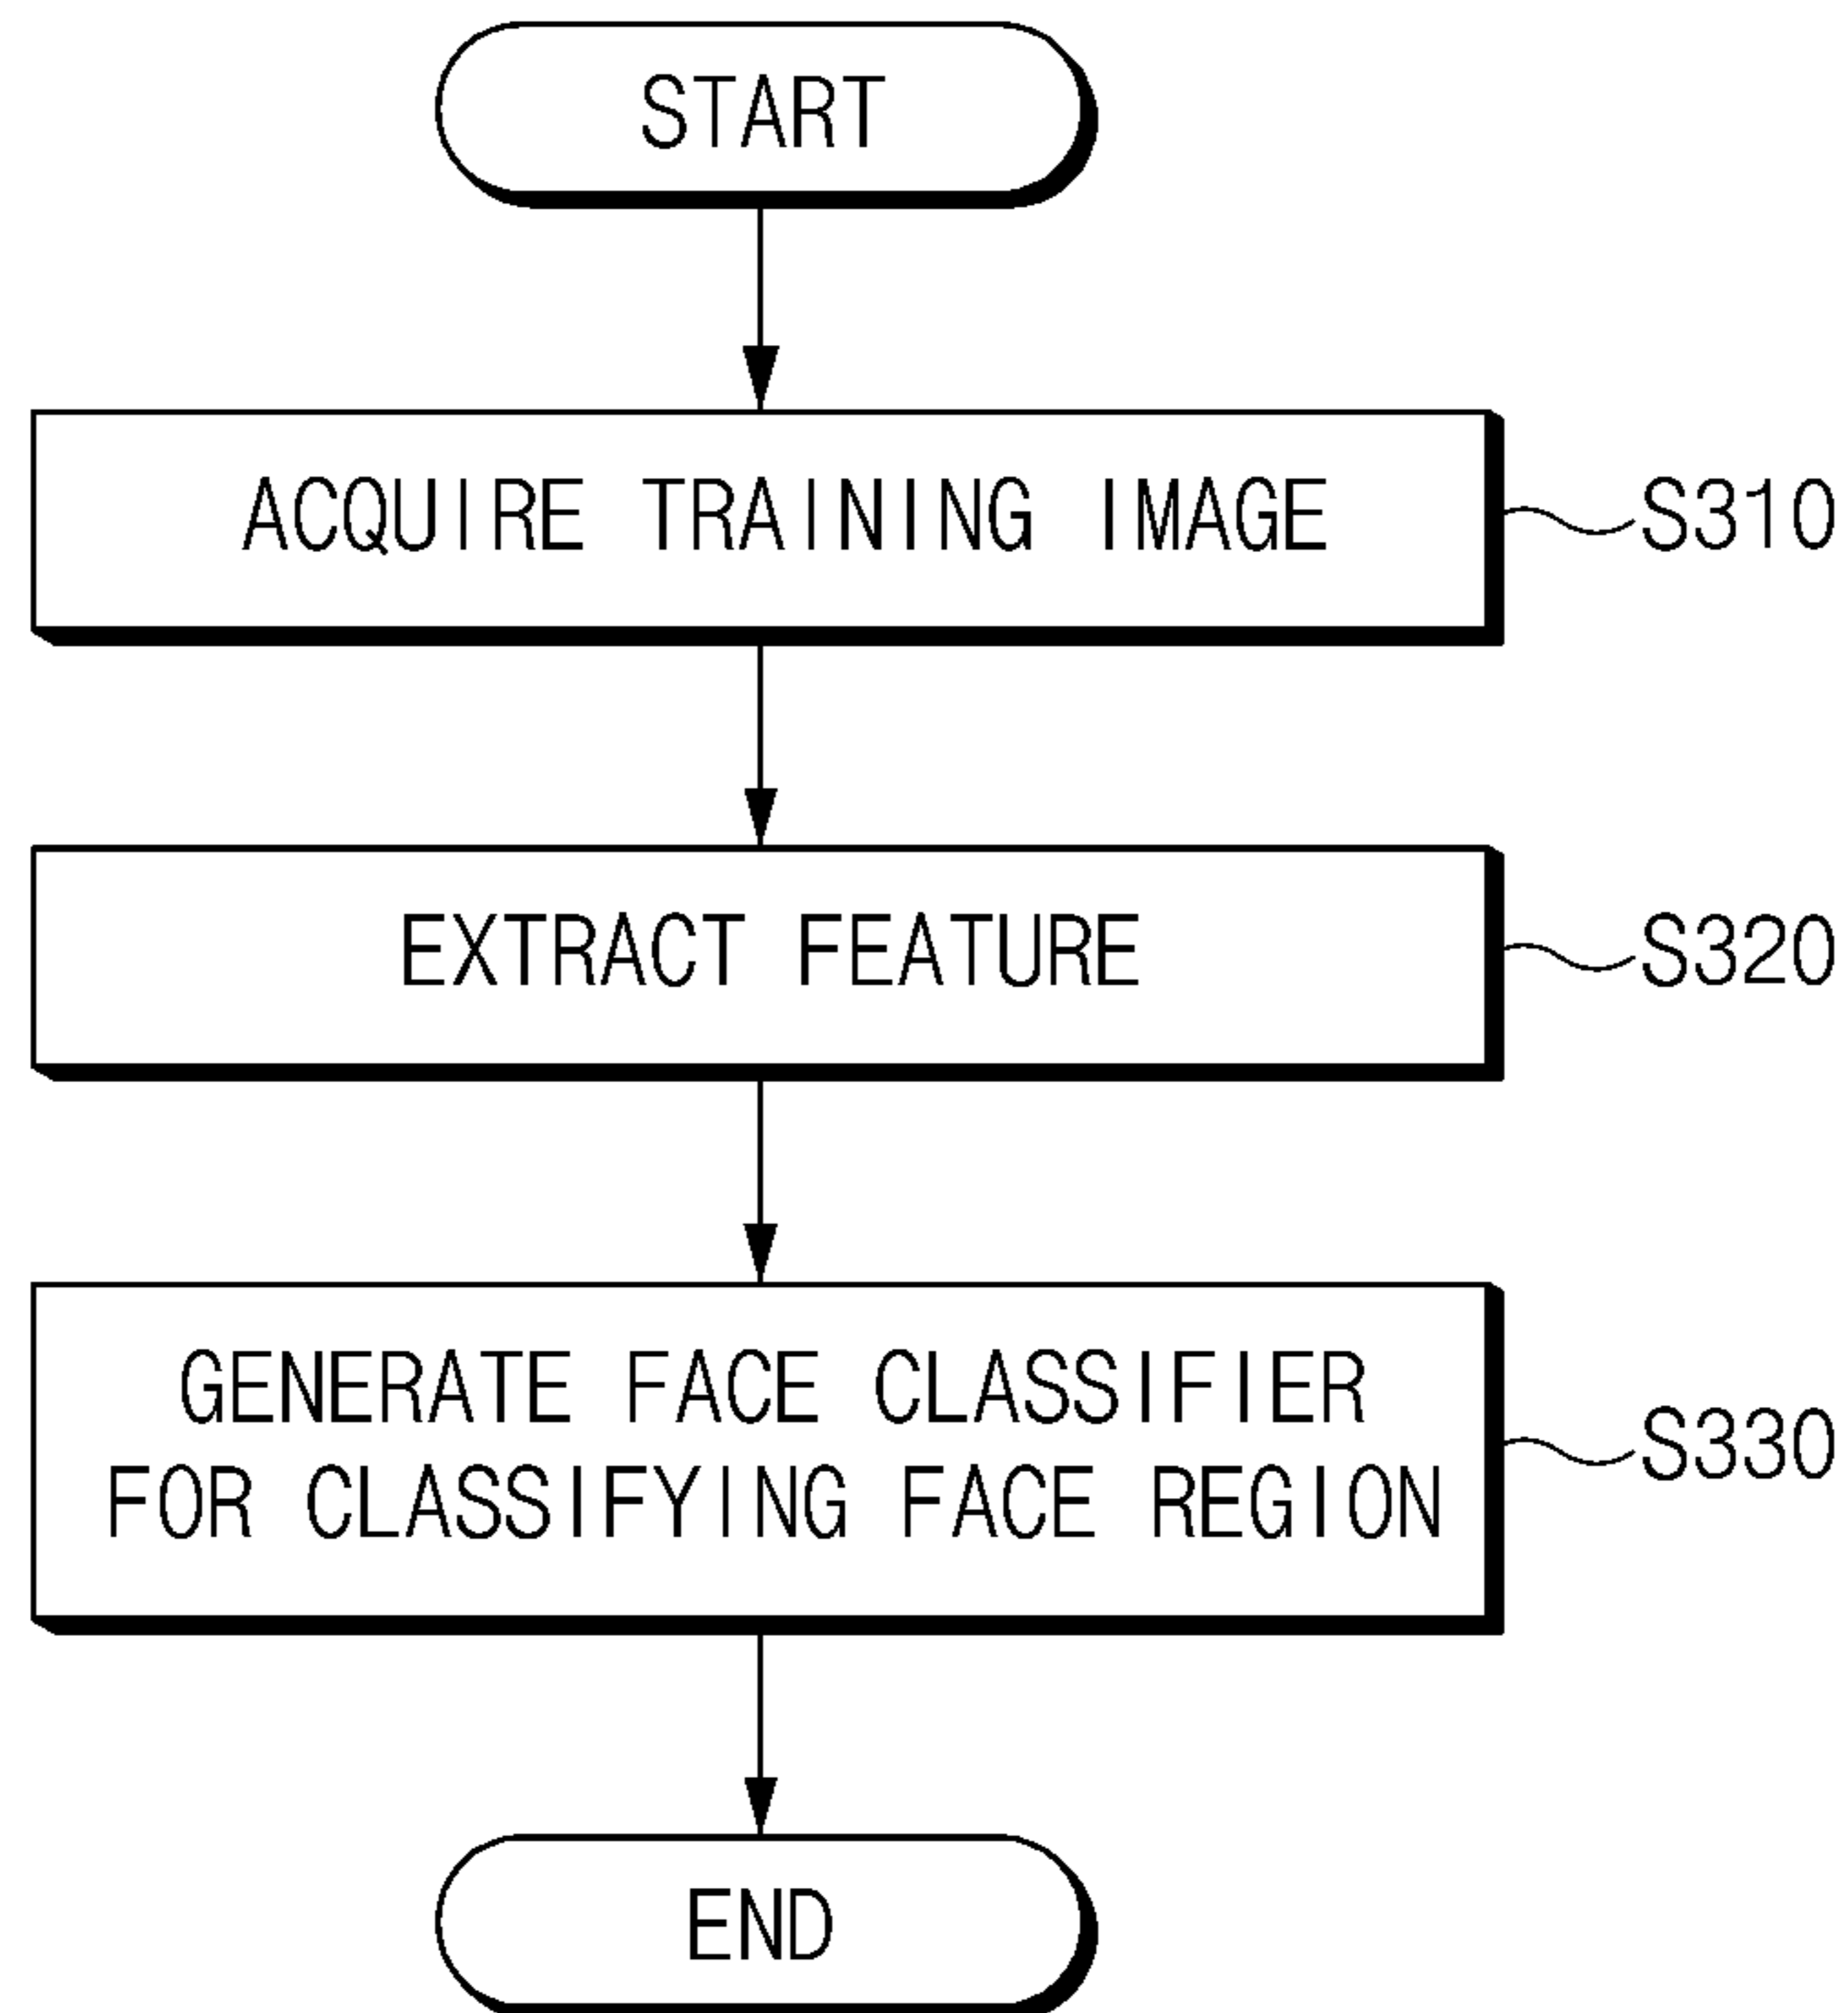 START
ACQUIRE TRAINING IMAGE
S310
EXTRACT FEATURE
S320
GENERATE FACE CLASSIFIER
FOR CLASSIFYING FACE REGION
S330
END